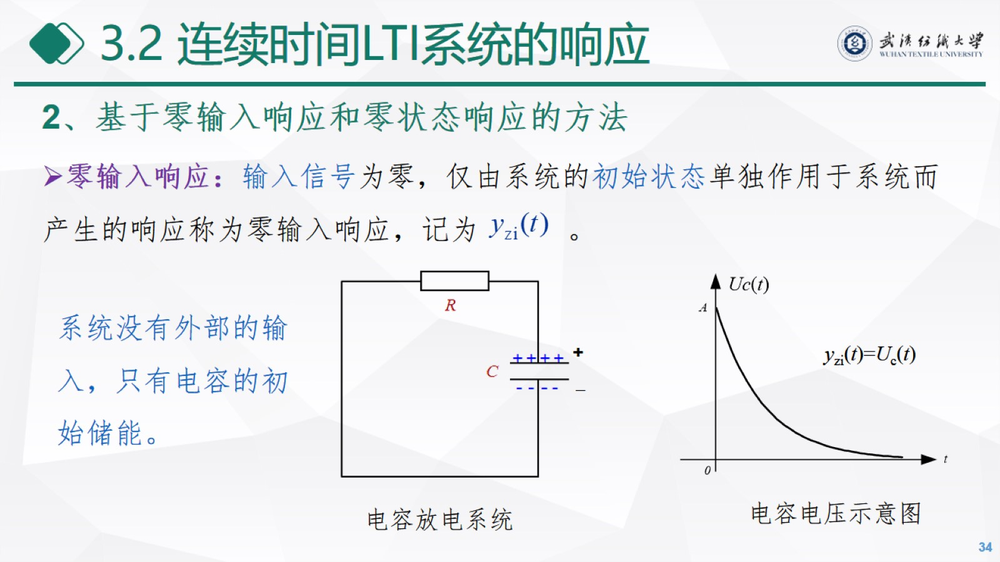 3.2 连续时间LTI系统的响应
武汉纺织大学
WUHAN TEXTILE UNIVERSITY
2、基于零输入响应和零状态响应的方法
➢零输入响应：输入信号为零，仅由系统的初始状态单独作用于系统而
产生的响应称为零输入响应，记为 yzi(t) 。
系统没有外部的输
入，只有电容的初
始储能。
R
C
++++
+
----
_
电容放电系统
Uc(t)
A
yzi(t)=Uc(t)
0
t
电容电压示意图
34